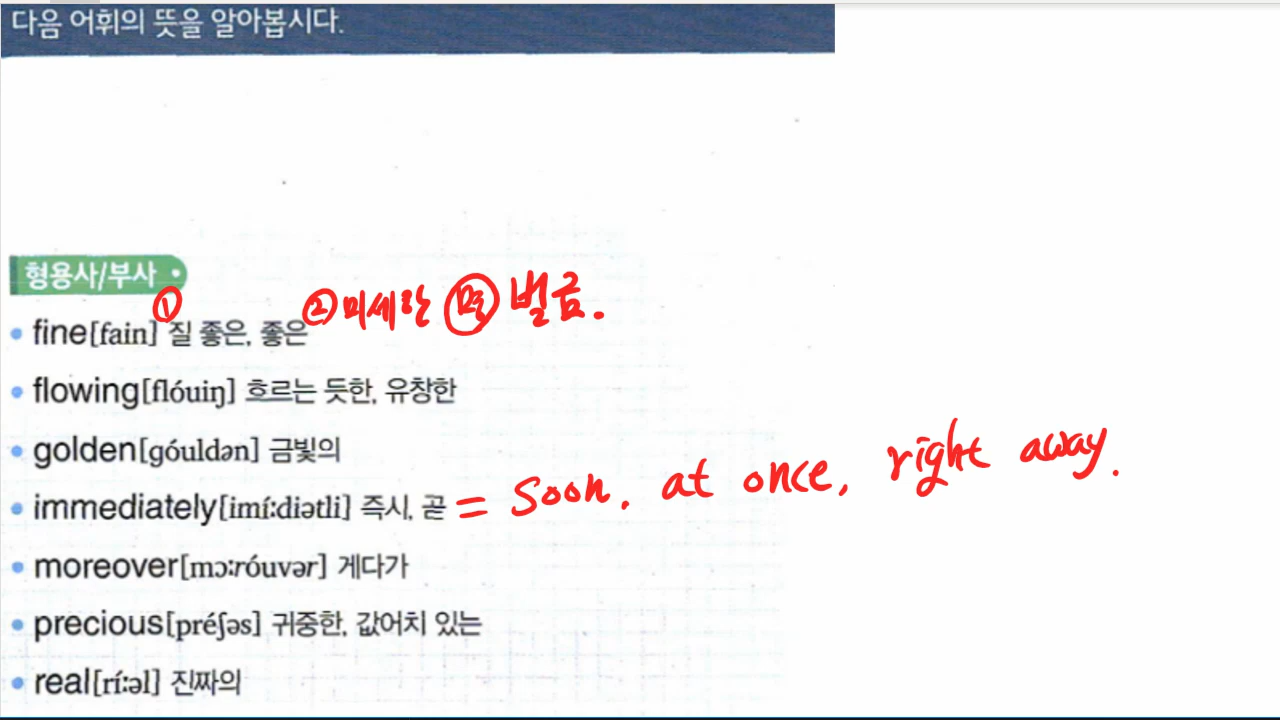 다음 어휘의 뜻을 알아봅시다.
형용사/부사
① ② 미세한 명 벌금.
fine[fain] 질 좋은, 좋은
flowing[flóuiŋ] 흐르는 듯한, 유창한
golden[góuldən] 금빛의
immediately[imíːdiətli] 즉시, 곧 = soon. at once, right away.
moreover[mɔːróuvər] 게다가
precious[préʃəs] 귀중한, 값어치 있는
real[ríːəl] 진짜의